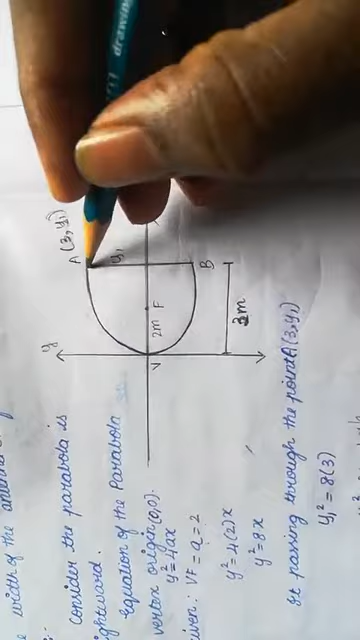 width of the antenna
Consider the parabola is
rightward.
equation of the Parabola
vertex origin (0,0).
y²=4ax
VF = a = 2
y²=4(2)x
y²=8x
It passing through the point A(3,y₁)
y₁² = 8(3)
A (3, y₁)
y₁
B
y
2m F
V
3m
drawing